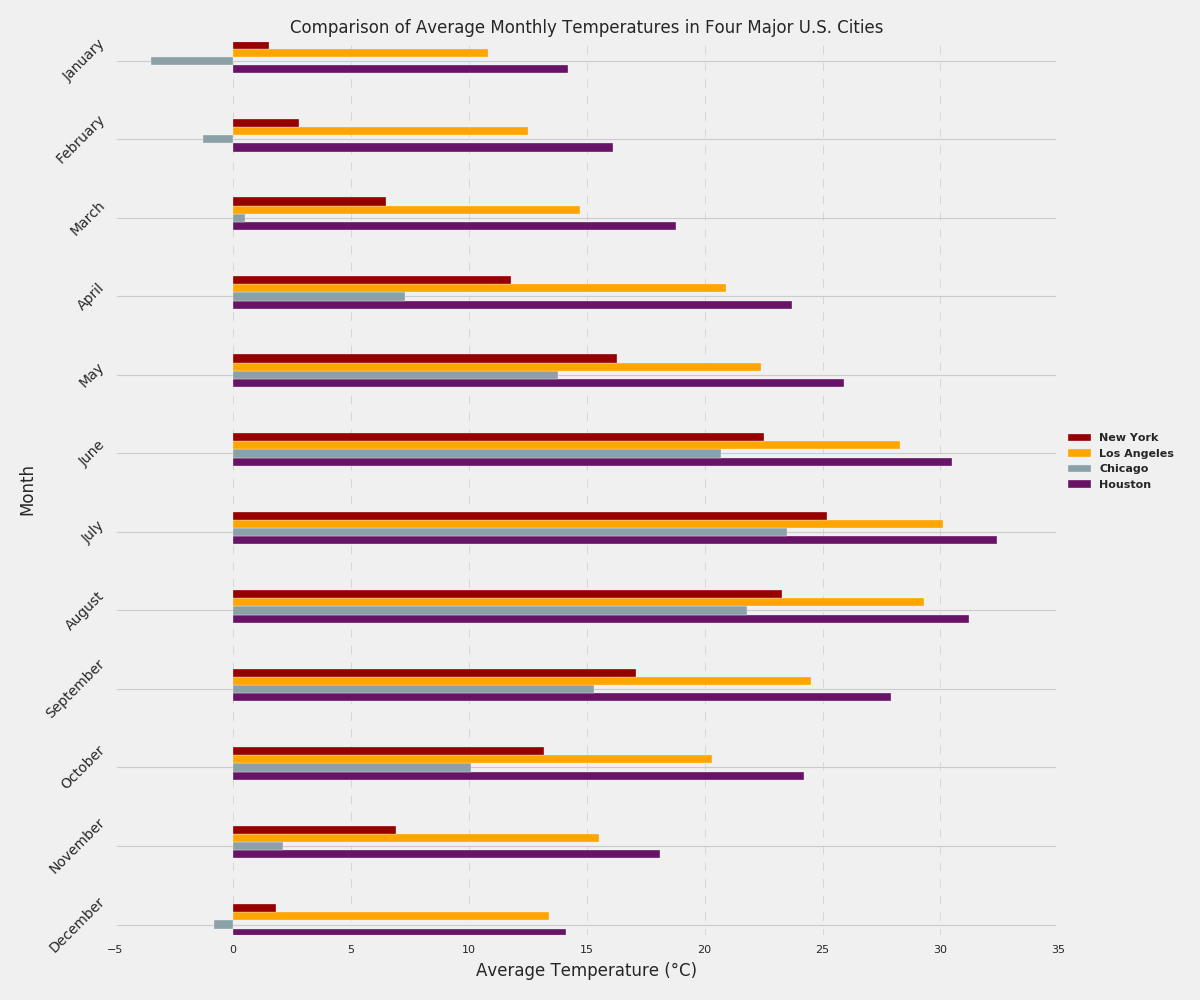 Comparison of Average Monthly Temperatures in Four Major U.S. Cities
January
February
March
April
May
June
July
August
September
October
November
December
Month
New York
Los Angeles
Chicago
Houston
−5 0 5 10 15 20 25 30 35
Average Temperature (°C)